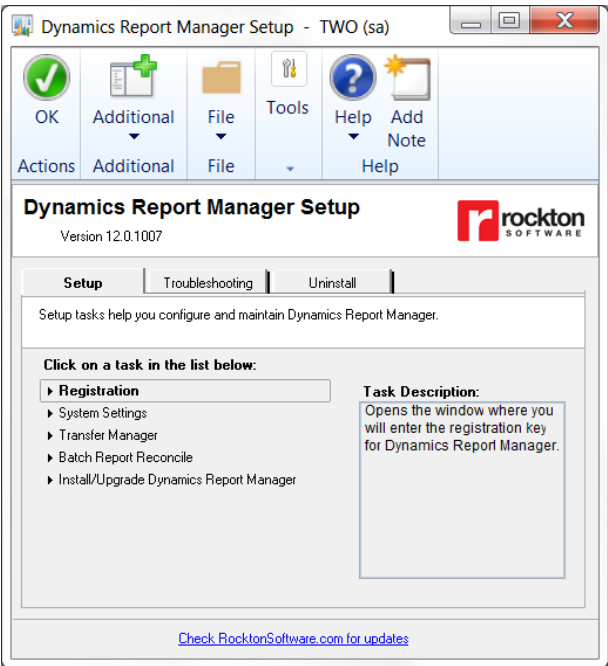 Dynamics Report Manager Setup - TWO (sa)
OK Additional File Tools Help Add Note
Actions Additional File Help
Dynamics Report Manager Setup
Version 12.0.1007
r rockton
SOFTWARE
Setup Troubleshooting Uninstall
Setup tasks help you configure and maintain Dynamics Report Manager.
Click on a task in the list below:
Registration
System Settings
Transfer Manager
Batch Report Reconcile
Install/Upgrade Dynamics Report Manager
Task Description:
Opens the window where you
will enter the registration key
for Dynamics Report Manager.
Check RocktonSoftware.com for updates